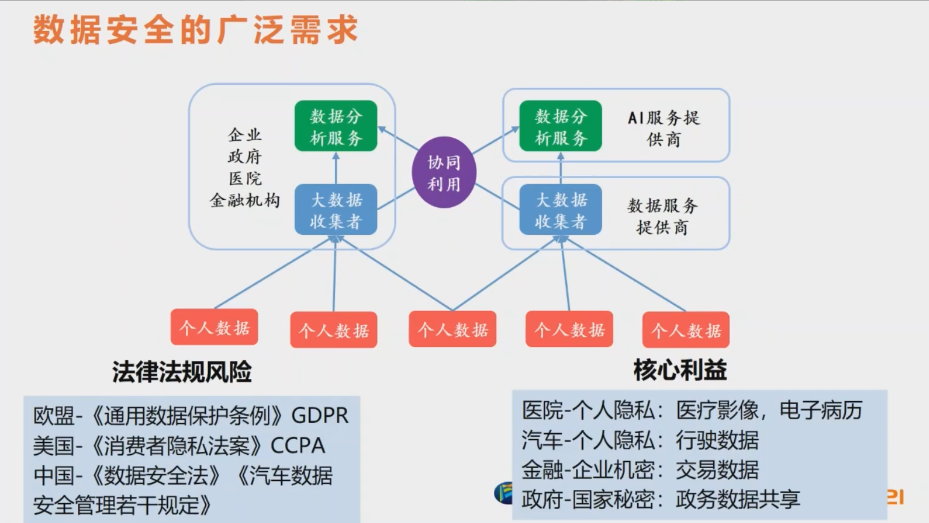 数据安全的广泛需求
企业
政府
医院
金融机构
数据分
析服务
大数据
收集者
协同
利用
数据分
析服务
AI服务提
供商
大数据
收集者
数据服务
提供商
个人数据
个人数据
个人数据
个人数据
个人数据
法律法规风险
欧盟-《通用数据保护条例》GDPR
美国-《消费者隐私法案》CCPA
中国-《数据安全法》《汽车数据
安全管理若干规定》
核心利益
医院-个人隐私：医疗影像，电子病历
汽车-个人隐私：行驶数据
金融-企业机密：交易数据
政府-国家秘密：政务数据共享